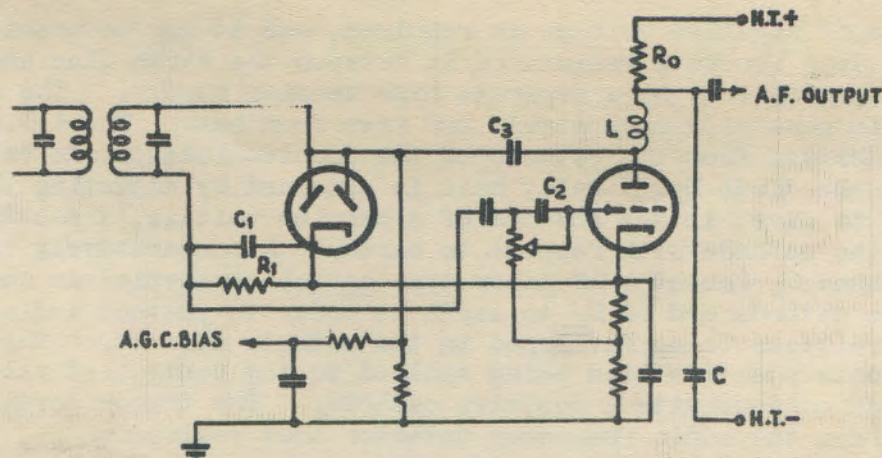 H.T.+
R₀
A.F. OUTPUT
C₃
L
C₂
C₁
R₁
A.G.C. BIAS
C
H.T.-